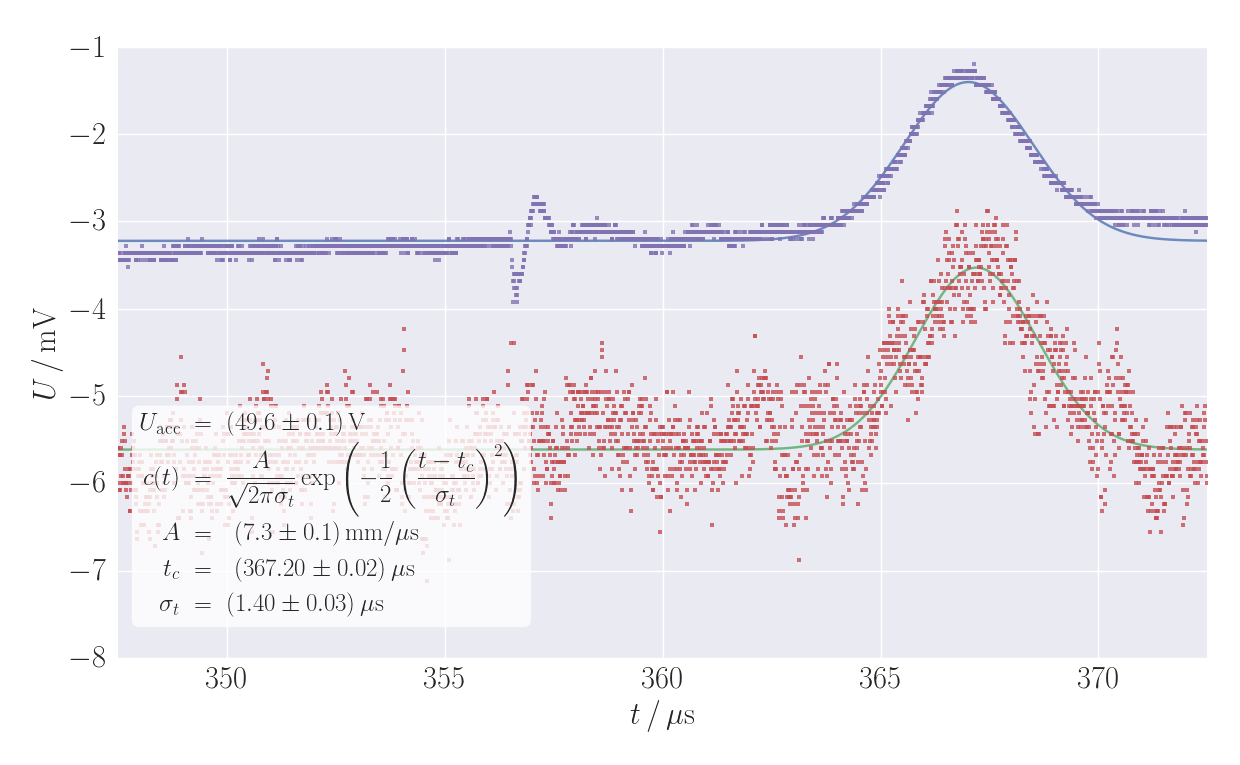 −1
−2
−3
−4
−5
−6
−7
−8
U / mV
U_acc = (49.6 ± 0.1) V
c(t) = A / √(2πσ_t) exp(−1/2 ((t − t_c)/σ_t)^2)
A = (7.3 ± 0.1) mm/μs
t_c = (367.20 ± 0.02) μs
σ_t = (1.40 ± 0.03) μs
350 355 360 365 370
t / μs